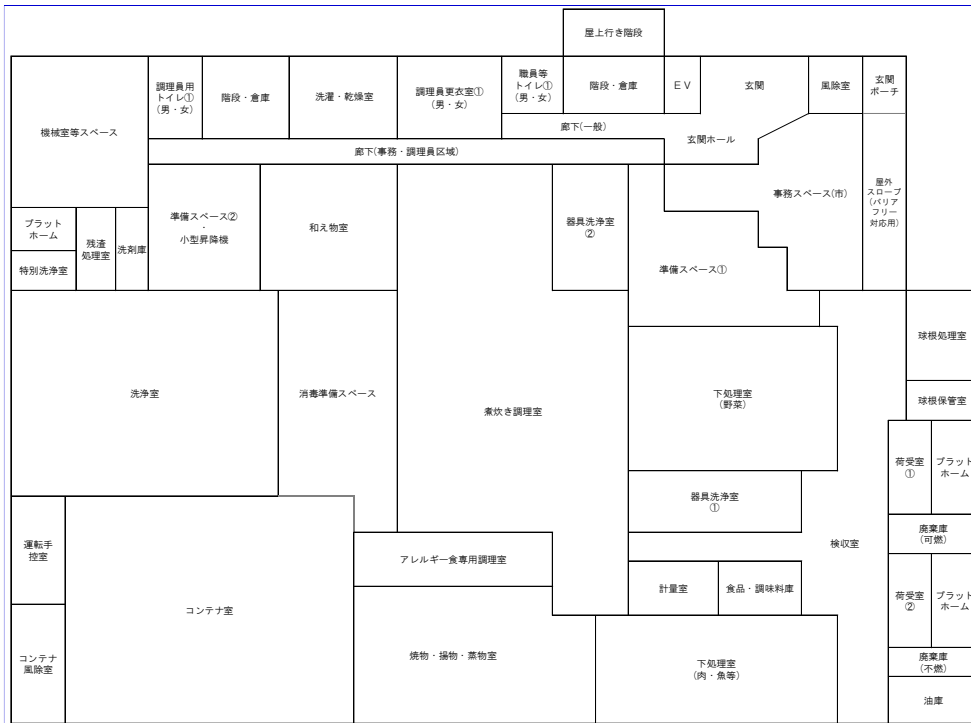 屋上行き階段
機械室等スペース
調理員用
トイレ①
(男・女)
階段・倉庫
洗濯・乾燥室
調理員更衣室①
(男・女)
職員等
トイレ①
(男・女)
階段・倉庫
ＥＶ
玄関
風除室
玄関
ポーチ
廊下(一般)
玄関ホール
廊下(事務・調理員区域)
プラット
ホーム
特別洗浄室
残渣
処理室
洗剤庫
準備スペース②
・
小型昇降機
和え物室
器具洗浄室
②
事務スペース(市)
屋外
スロープ
(バリア
フリー
対応用)
準備スペース①
洗浄室
消毒準備スペース
煮炊き調理室
下処理室
(野菜)
球根処理室
球根保管室
荷受室
①
プラット
ホーム
器具洗浄室
①
廃棄庫
(可燃)
検収室
運転手
控室
コンテナ室
アレルギー食専用調理室
計量室
食品・調味料庫
荷受室
②
プラット
ホーム
コンテナ
風除室
焼物・揚物・蒸物室
下処理室
(肉・魚等)
廃棄庫
(不燃)
油庫